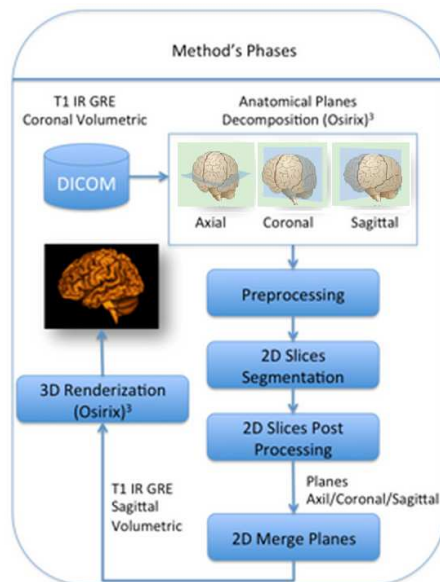 Method's Phases
T1 IR GRE
Coronal Volumetric
Anatomical Planes
Decomposition (Osirix)³
DICOM
Axial
Coronal
Sagittal
Preprocessing
2D Slices
Segmentation
3D Renderization
(Osirix)³
2D Slices Post
Processing
Planes
Axil/Coronal/Sagittal
T1 IR GRE
Sagittal
Volumetric
2D Merge Planes